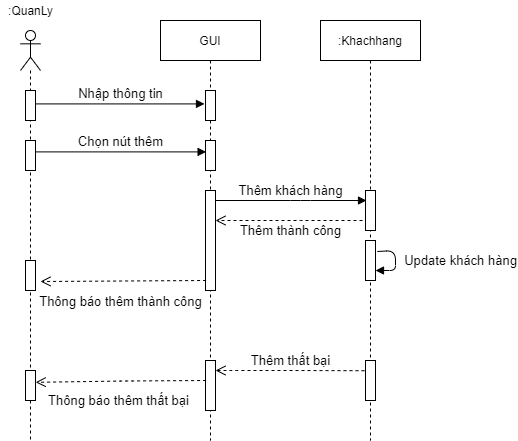 :QuanLy
GUI
:Khachhang
Nhập thông tin
Chọn nút thêm
Thêm khách hàng
Thêm thành công
Update khách hàng
Thông báo thêm thành công
Thêm thất bại
Thông báo thêm thất bại